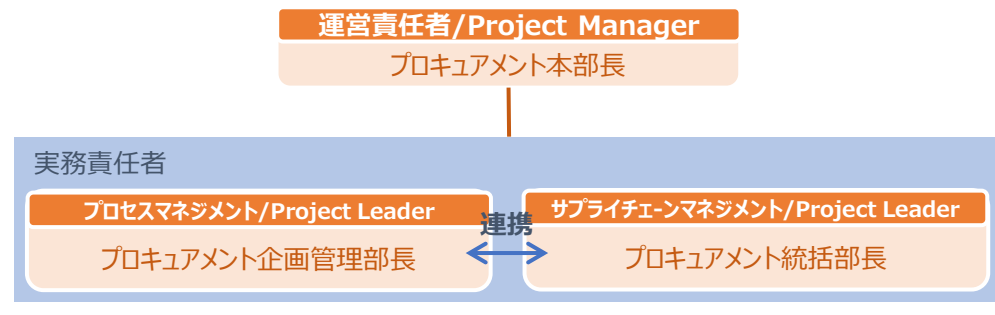 運営責任者/Project Manager
プロキュアメント本部長
実務責任者
プロセスマネジメント/Project Leader
プロキュアメント企画管理部長
連携
サプライチェーンマネジメント/Project Leader
プロキュアメント統括部長